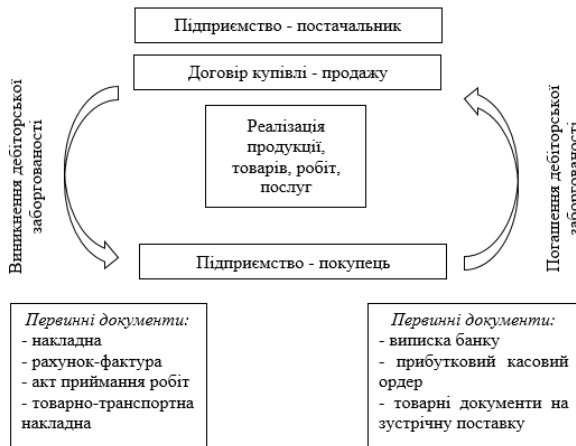 Підприємство - постачальник
Договір купівлі - продажу
Виникнення дебіторської
заборгованості
Реалізація
продукції,
товарів, робіт,
послуг
Погашення дебіторської
заборгованості
Підприємство - покупець
Первинні документи:
- накладна
- рахунок-фактура
- акт приймання робіт
- товарно-транспортна
накладна
Первинні документи:
- виписка банку
- прибутковий касовий
ордер
- товарні документи на
зустрічну поставку